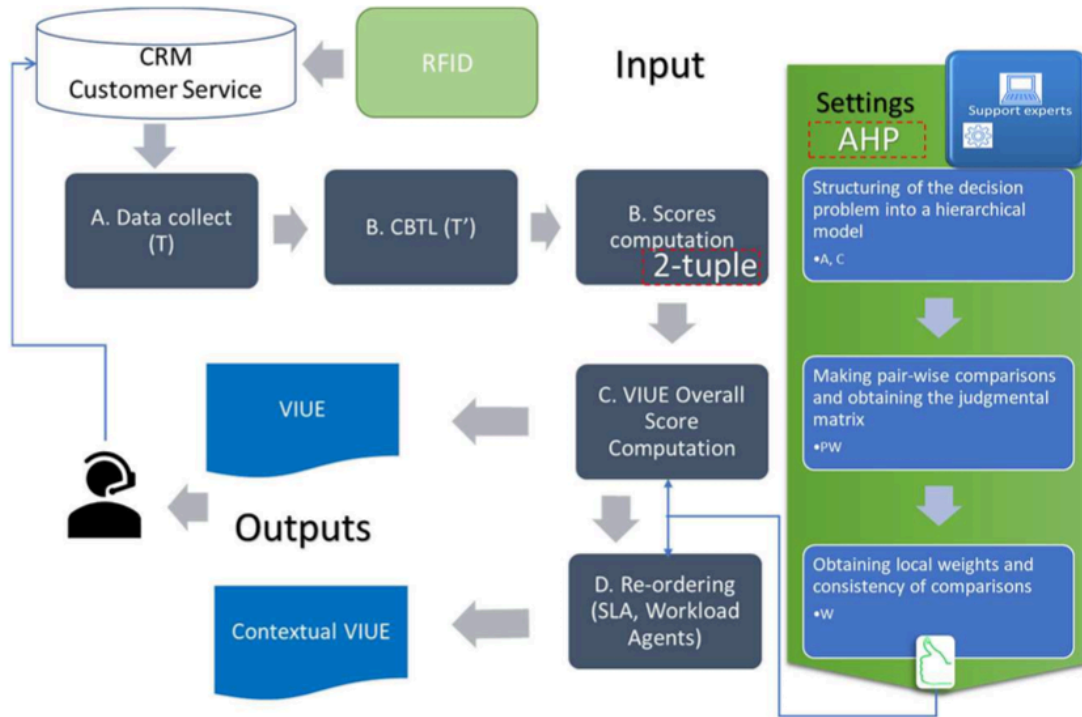 CRM
Customer Service
RFID
Input
Settings
AHP
Support experts
A. Data collect
(T)
B. CBTL (T’)
B. Scores
computation
2-tuple
Structuring of the decision
problem into a hierarchical
model
•A, C
VIUE
C. VIUE Overall
Score
Computation
Making pair-wise comparisons
and obtaining the judgmental
matrix
•PW
Outputs
Contextual VIUE
D. Re-ordering
(SLA, Workload
Agents)
Obtaining local weights and
consistency of comparisons
•W